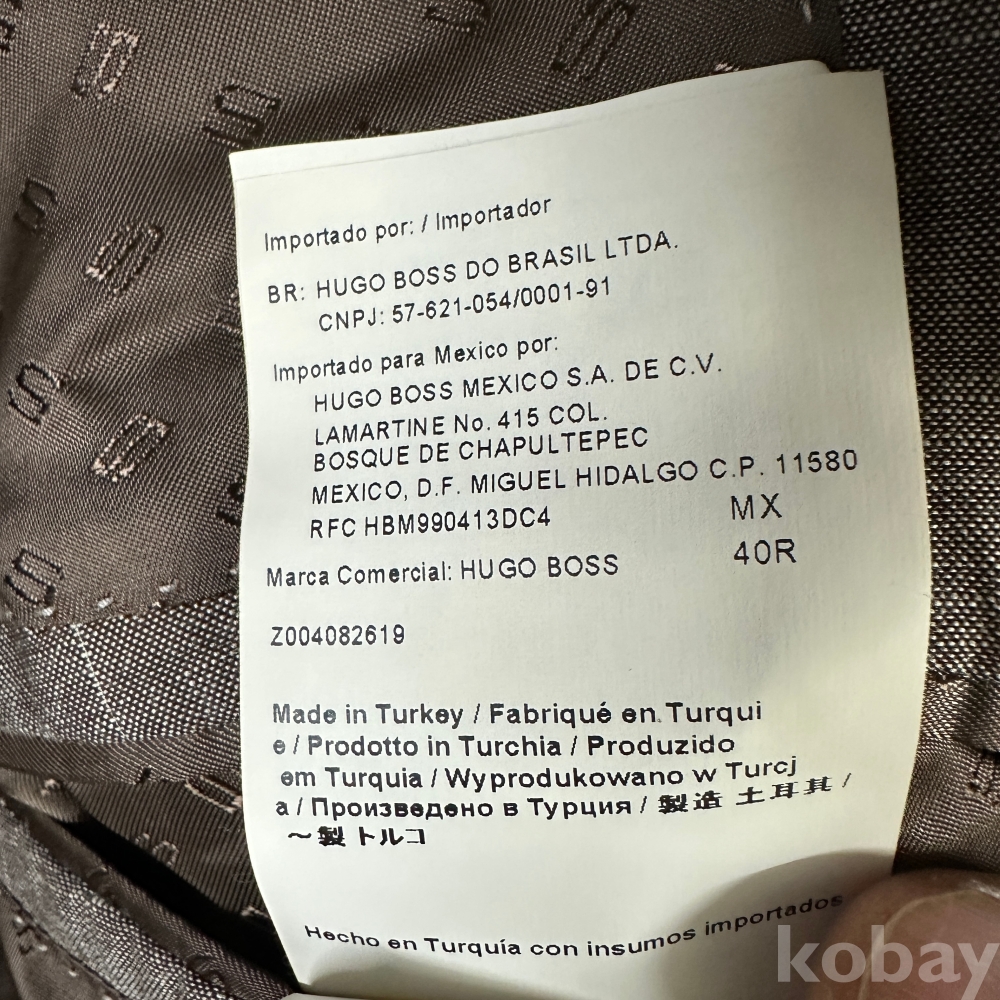 Importado por: / Importador
BR: HUGO BOSS DO BRASIL LTDA.
CNPJ: 57-621-054/0001-91
Importado para Mexico por:
HUGO BOSS MEXICO S.A. DE C.V.
LAMARTINE No. 415 COL.
BOSQUE DE CHAPULTEPEC
MEXICO, D.F. MIGUEL HIDALGO C.P. 11580
RFC HBM990413DC4 MX
Marca Comercial: HUGO BOSS 40R
Z004082619
Made in Turkey / Fabriqué en Turqui
e / Prodotto in Turchia / Produzido
em Turquia / Wyprodukowano w Turcj
a / Произведено в Турция / 製造 土耳其 /
～製 トルコ
Hecho en Turquía con insumos importados
kobay